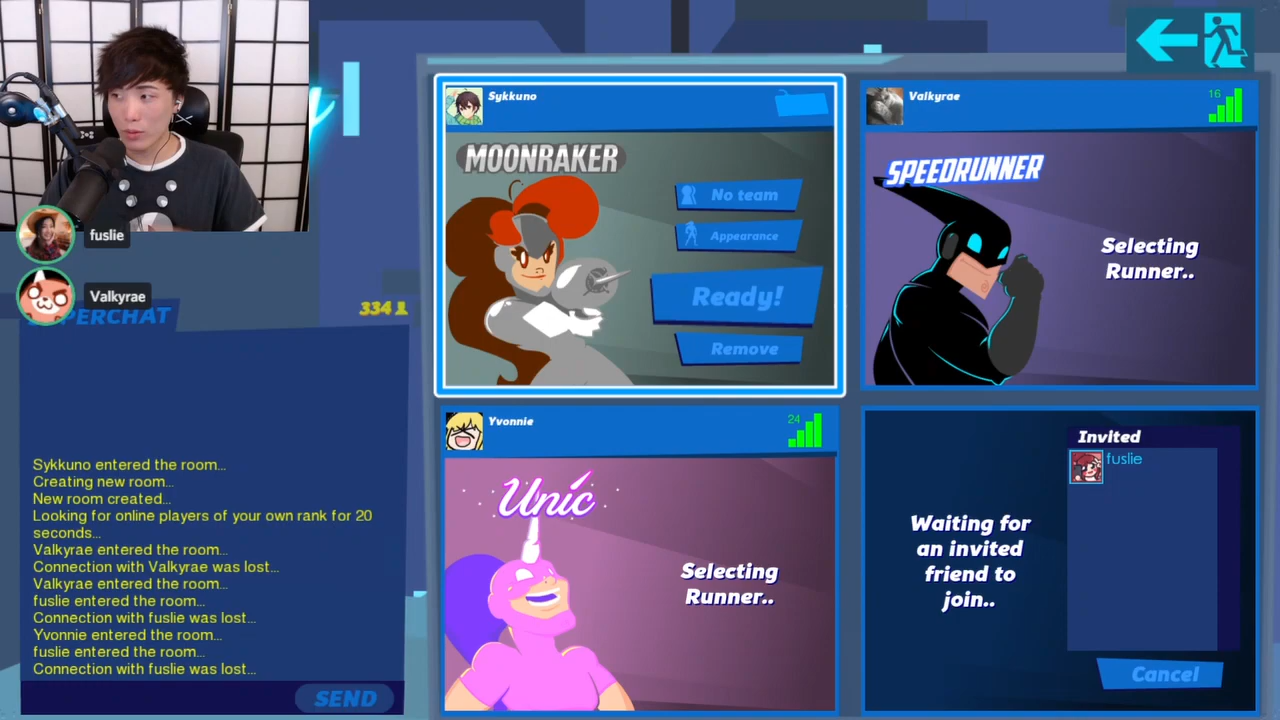 fuslie
Valkyrae
PERCHAT
334
Sykkuno entered the room...
Creating new room...
New room created...
Looking for online players of your own rank for 20
seconds...
Valkyrae entered the room...
Connection with Valkyrae was lost...
Valkyrae entered the room...
fuslie entered the room...
Connection with fuslie was lost...
Yvonnie entered the room...
fuslie entered the room...
Connection with fuslie was lost...
SEND
Sykkuno
MOONRAKER
No team
Appearance
Ready!
Remove
Valkyrae
16
SPEEDRUNNER
Selecting
Runner..
Yvonnie
24
Unic
Selecting
Runner..
Invited
fuslie
Waiting for
an invited
friend to
join..
Cancel